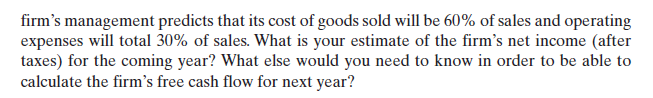 firm's management predicts that its cost of goods sold will be 60% of sales and operating
expenses will total 30% of sales. What is your estimate of the firm's net income (after
taxes) for the coming year? What else would you need to know in order to be able to
calculate the firm's free cash flow for next year?